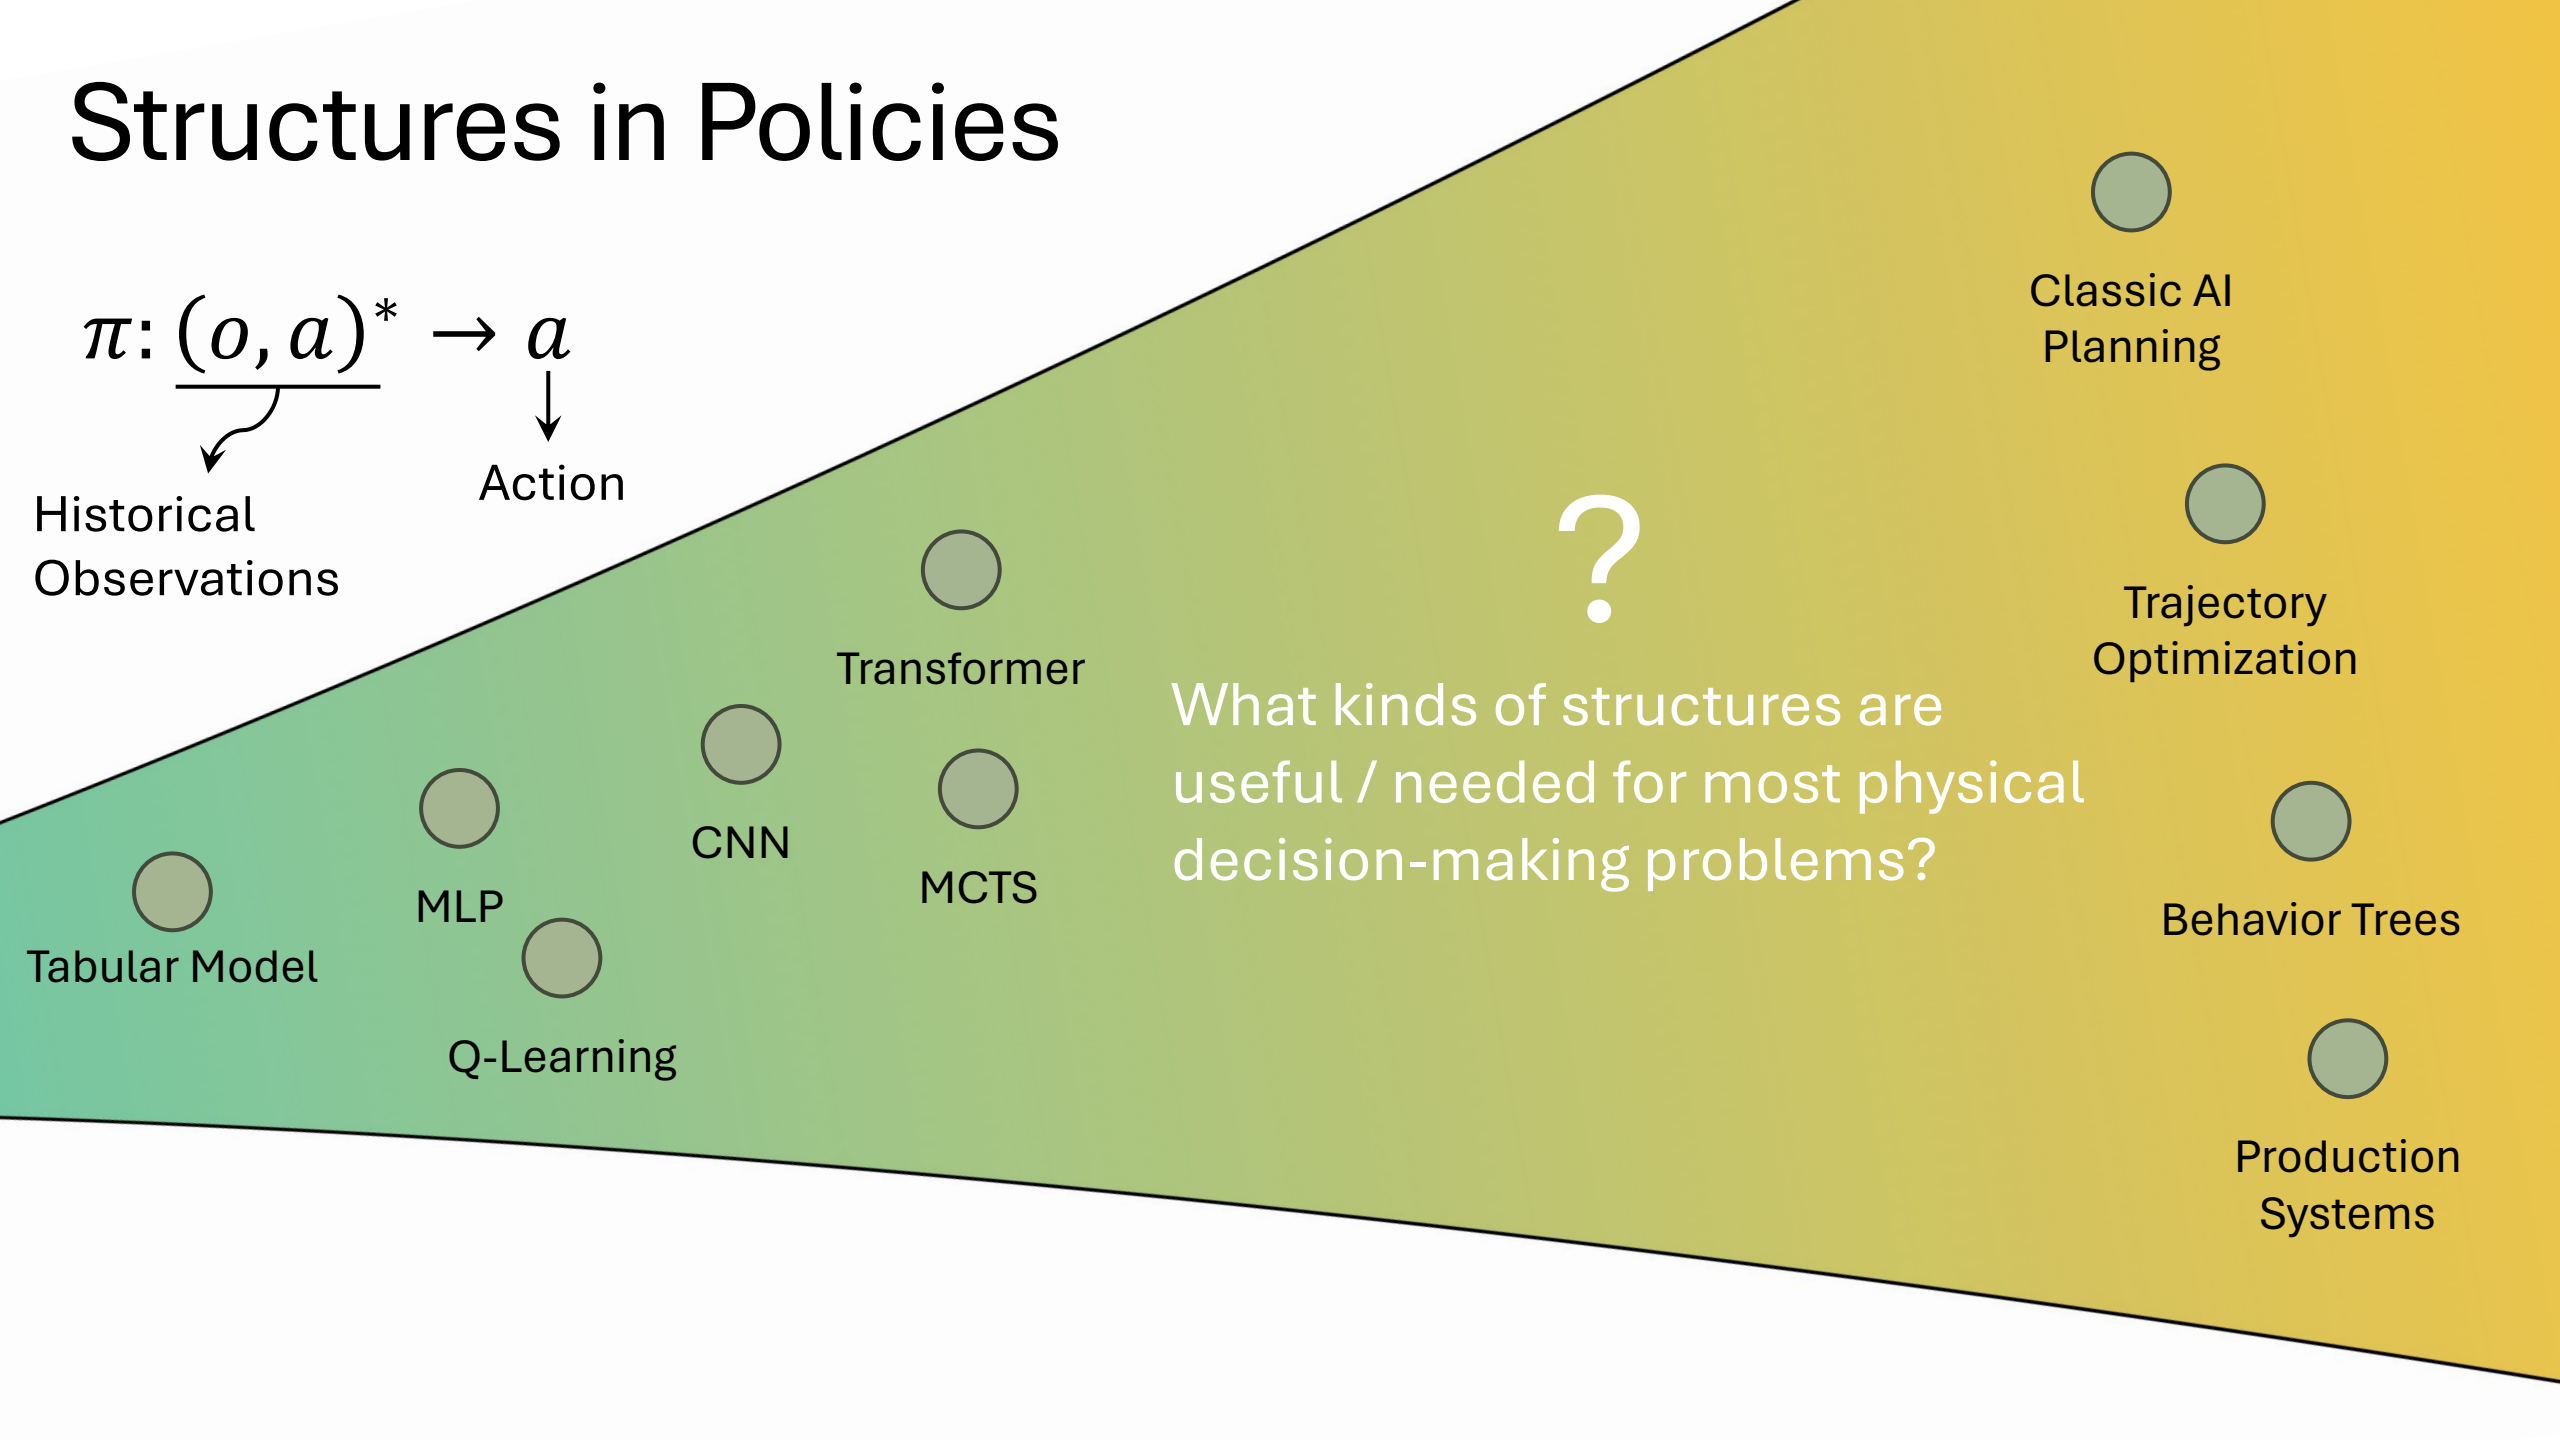 Structures in Policies
π: (o, a)* → a
Historical
Observations
Action
Transformer
CNN
MCTS
MLP
Q-Learning
Tabular Model
?
What kinds of structures are
useful / needed for most physical
decision-making problems?
Classic AI
Planning
Trajectory
Optimization
Behavior Trees
Production
Systems